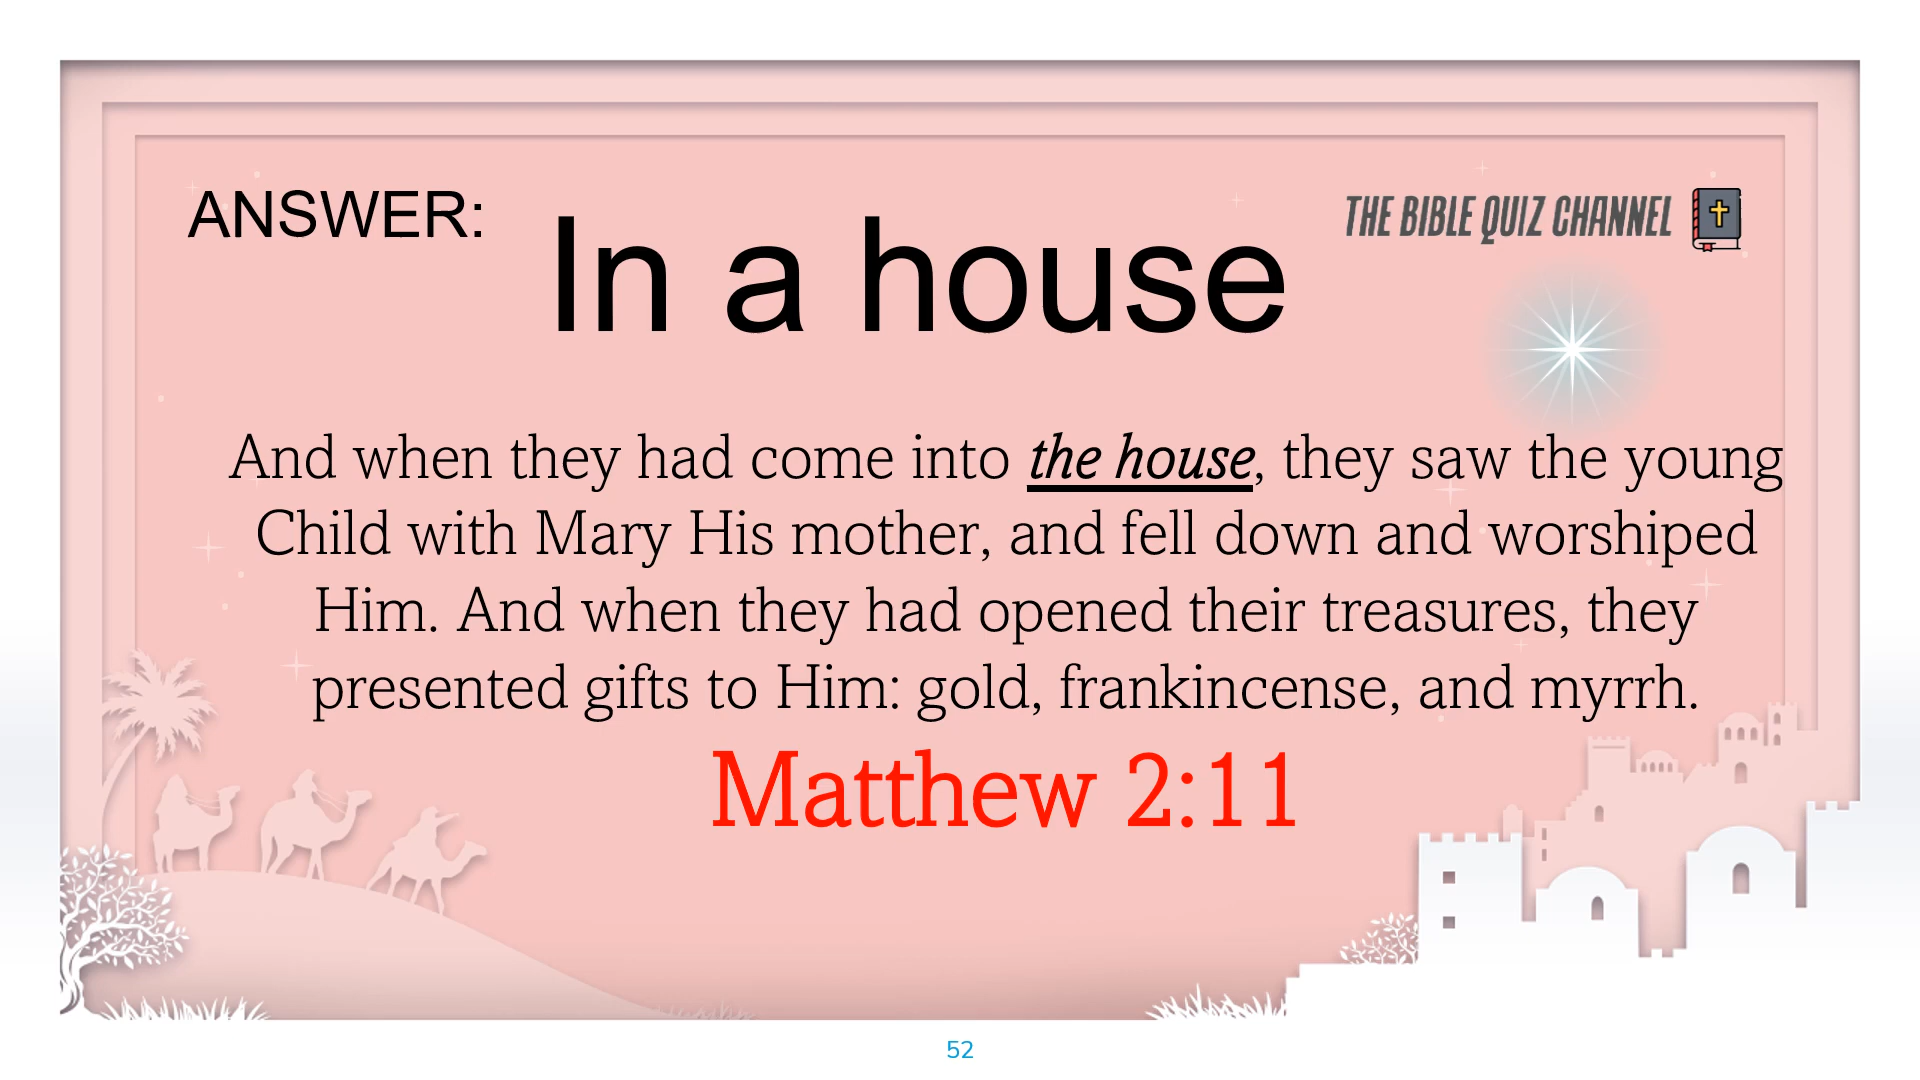 ANSWER:
In a house
THE BIBLE QUIZ CHANNEL
And when they had come into the house, they saw the young
Child with Mary His mother, and fell down and worshiped
Him. And when they had opened their treasures, they
presented gifts to Him: gold, frankincense, and myrrh.
Matthew 2:11
52